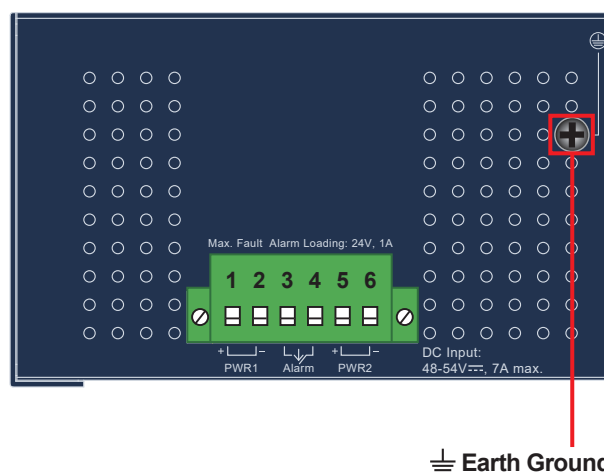 Max. Fault Alarm Loading: 24V, 1A
1 2 3 4 5 6
+ − + −
PWR1 Alarm PWR2
DC Input:
48-54V⎓, 7A max.
Earth Ground